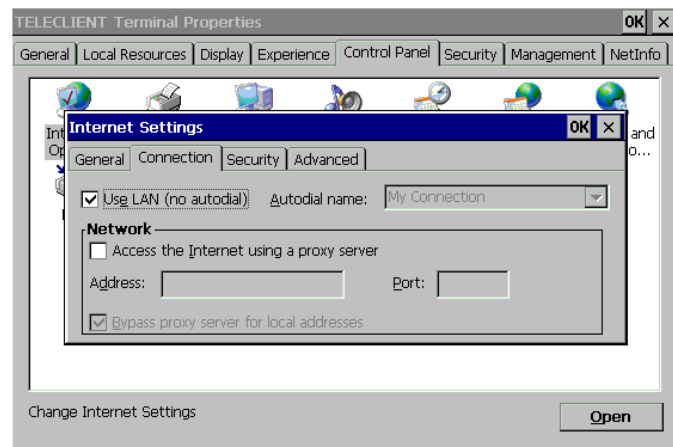 TELECLIENT Terminal Properties OK ×
General Local Resources Display Experience Control Panel Security Management NetInfo
Internet Settings OK ×
and
o...
General Connection Security Advanced
Use LAN (no autodial) Autodial name: My Connection
Network
Access the Internet using a proxy server
Address: Port:
Bypass proxy server for local addresses
Change Internet Settings Open